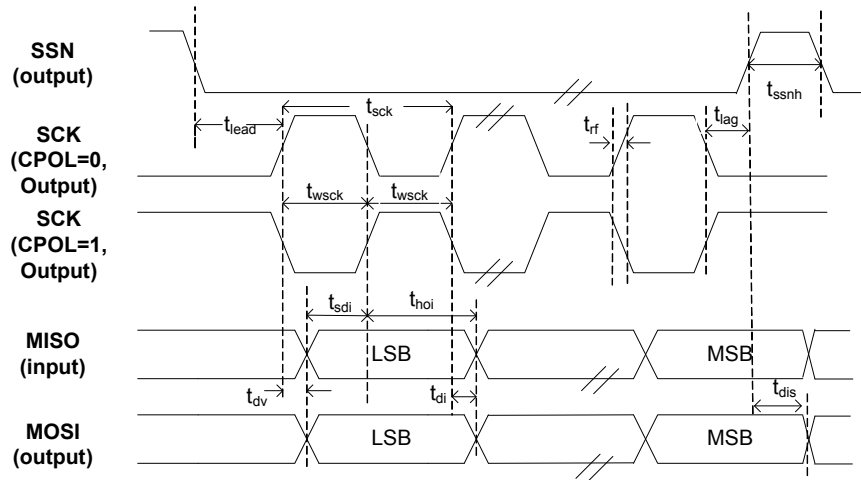 SSN
(output)
t_ssnh
t_sck
t_lead
t_rf
t_lag
SCK
(CPOL=0,
Output)
t_wsck
t_wsck
SCK
(CPOL=1,
Output)
t_sdi
t_hoi
MISO
(input)
LSB
MSB
t_dv
t_di
t_dis
MOSI
(output)
LSB
MSB